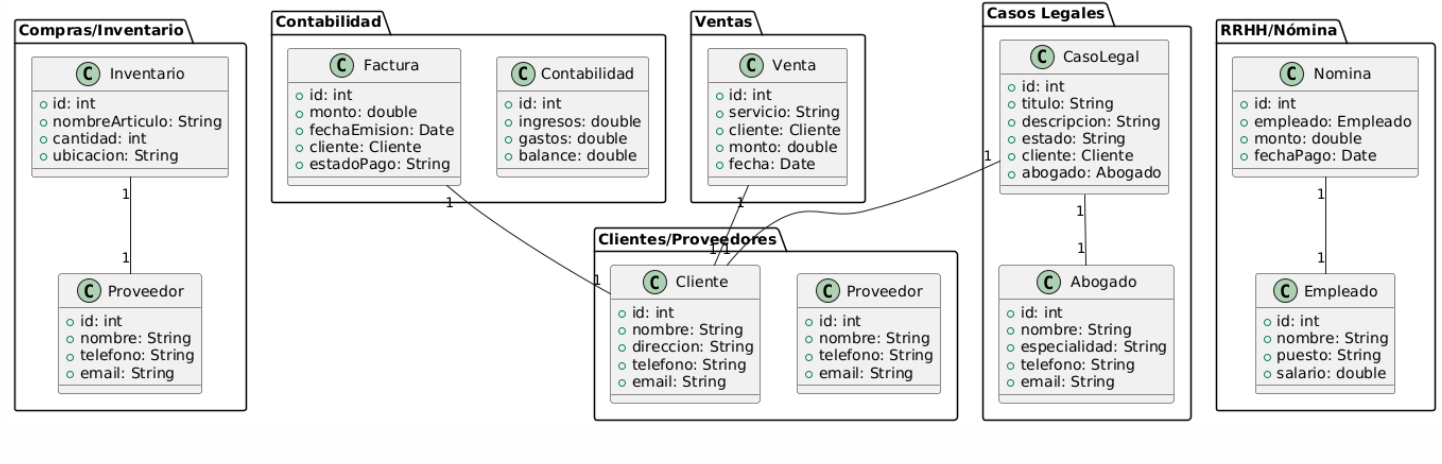 Compras/Inventario
C Inventario
id: int
nombreArticulo: String
cantidad: int
ubicacion: String
1
1
C Proveedor
id: int
nombre: String
telefono: String
email: String
Contabilidad
C Factura
id: int
monto: double
fechaEmision: Date
cliente: Cliente
estadoPago: String
C Contabilidad
id: int
ingresos: double
gastos: double
balance: double
1
1
Ventas
C Venta
id: int
servicio: String
cliente: Cliente
monto: double
fecha: Date
1
1
Clientes/Proveedores
C Cliente
id: int
nombre: String
direccion: String
telefono: String
email: String
C Proveedor
id: int
nombre: String
telefono: String
email: String
Casos Legales
C CasoLegal
id: int
titulo: String
descripcion: String
estado: String
cliente: Cliente
abogado: Abogado
1
1
1
1
C Abogado
id: int
nombre: String
especialidad: String
telefono: String
email: String
RRHH/Nómina
C Nomina
id: int
empleado: Empleado
monto: double
fechaPago: Date
1
1
C Empleado
id: int
nombre: String
puesto: String
salario: double